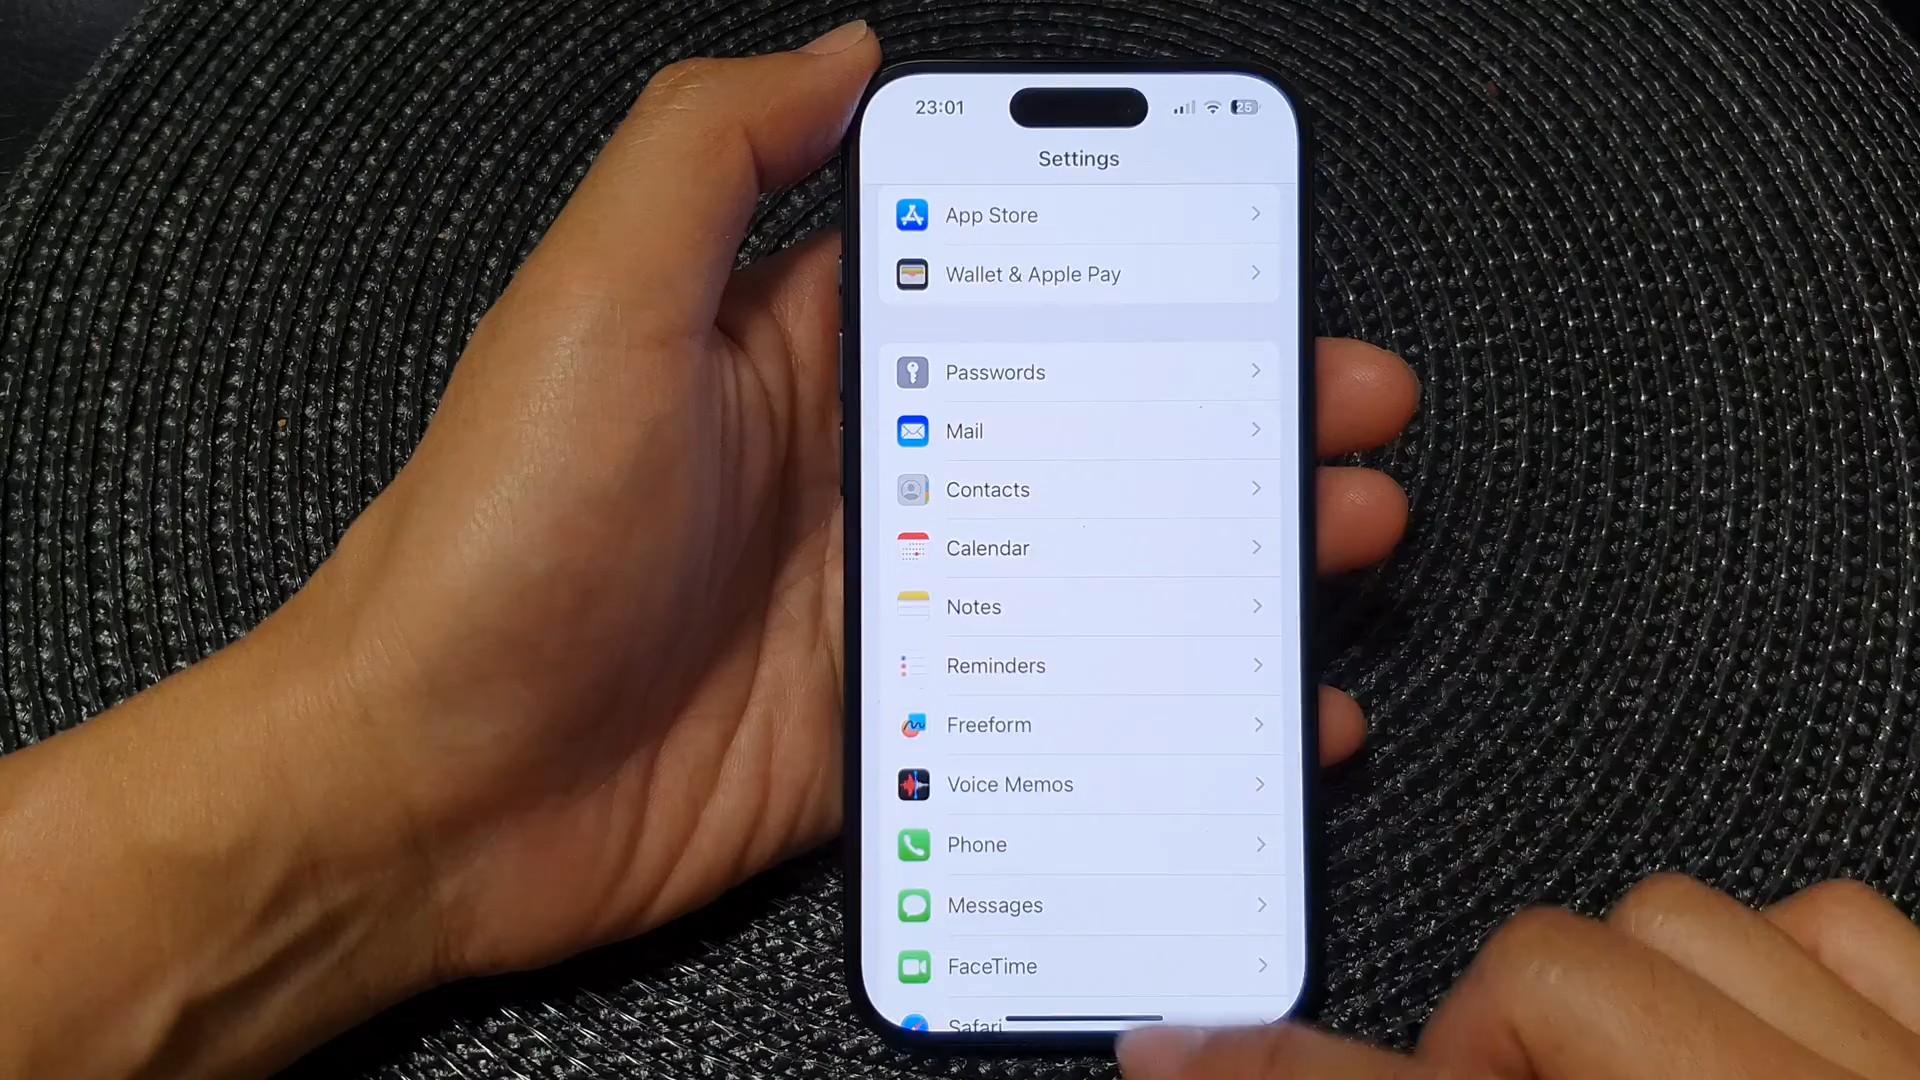 23:01
25
Settings
App Store
Wallet & Apple Pay
Passwords
Mail
Contacts
Calendar
Notes
Reminders
Freeform
Voice Memos
Phone
Messages
FaceTime
Safari